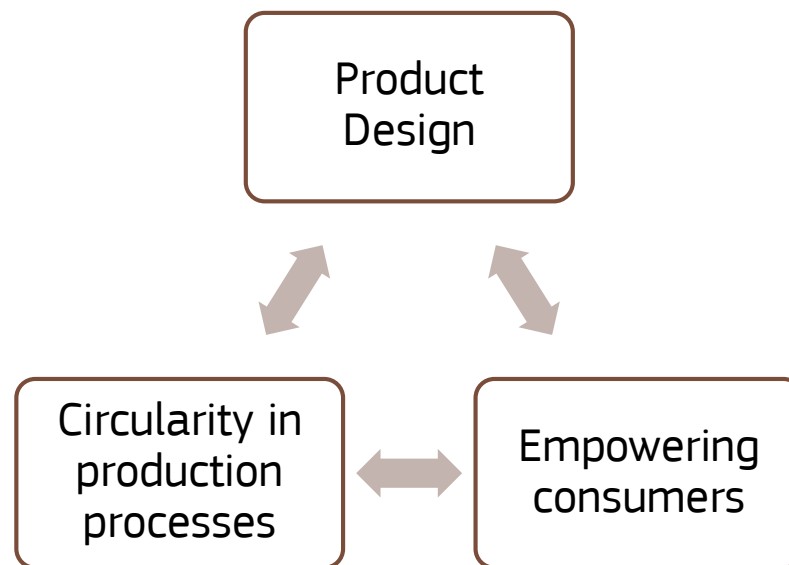 Product
Design
Circularity in
production
processes
Empowering
consumers